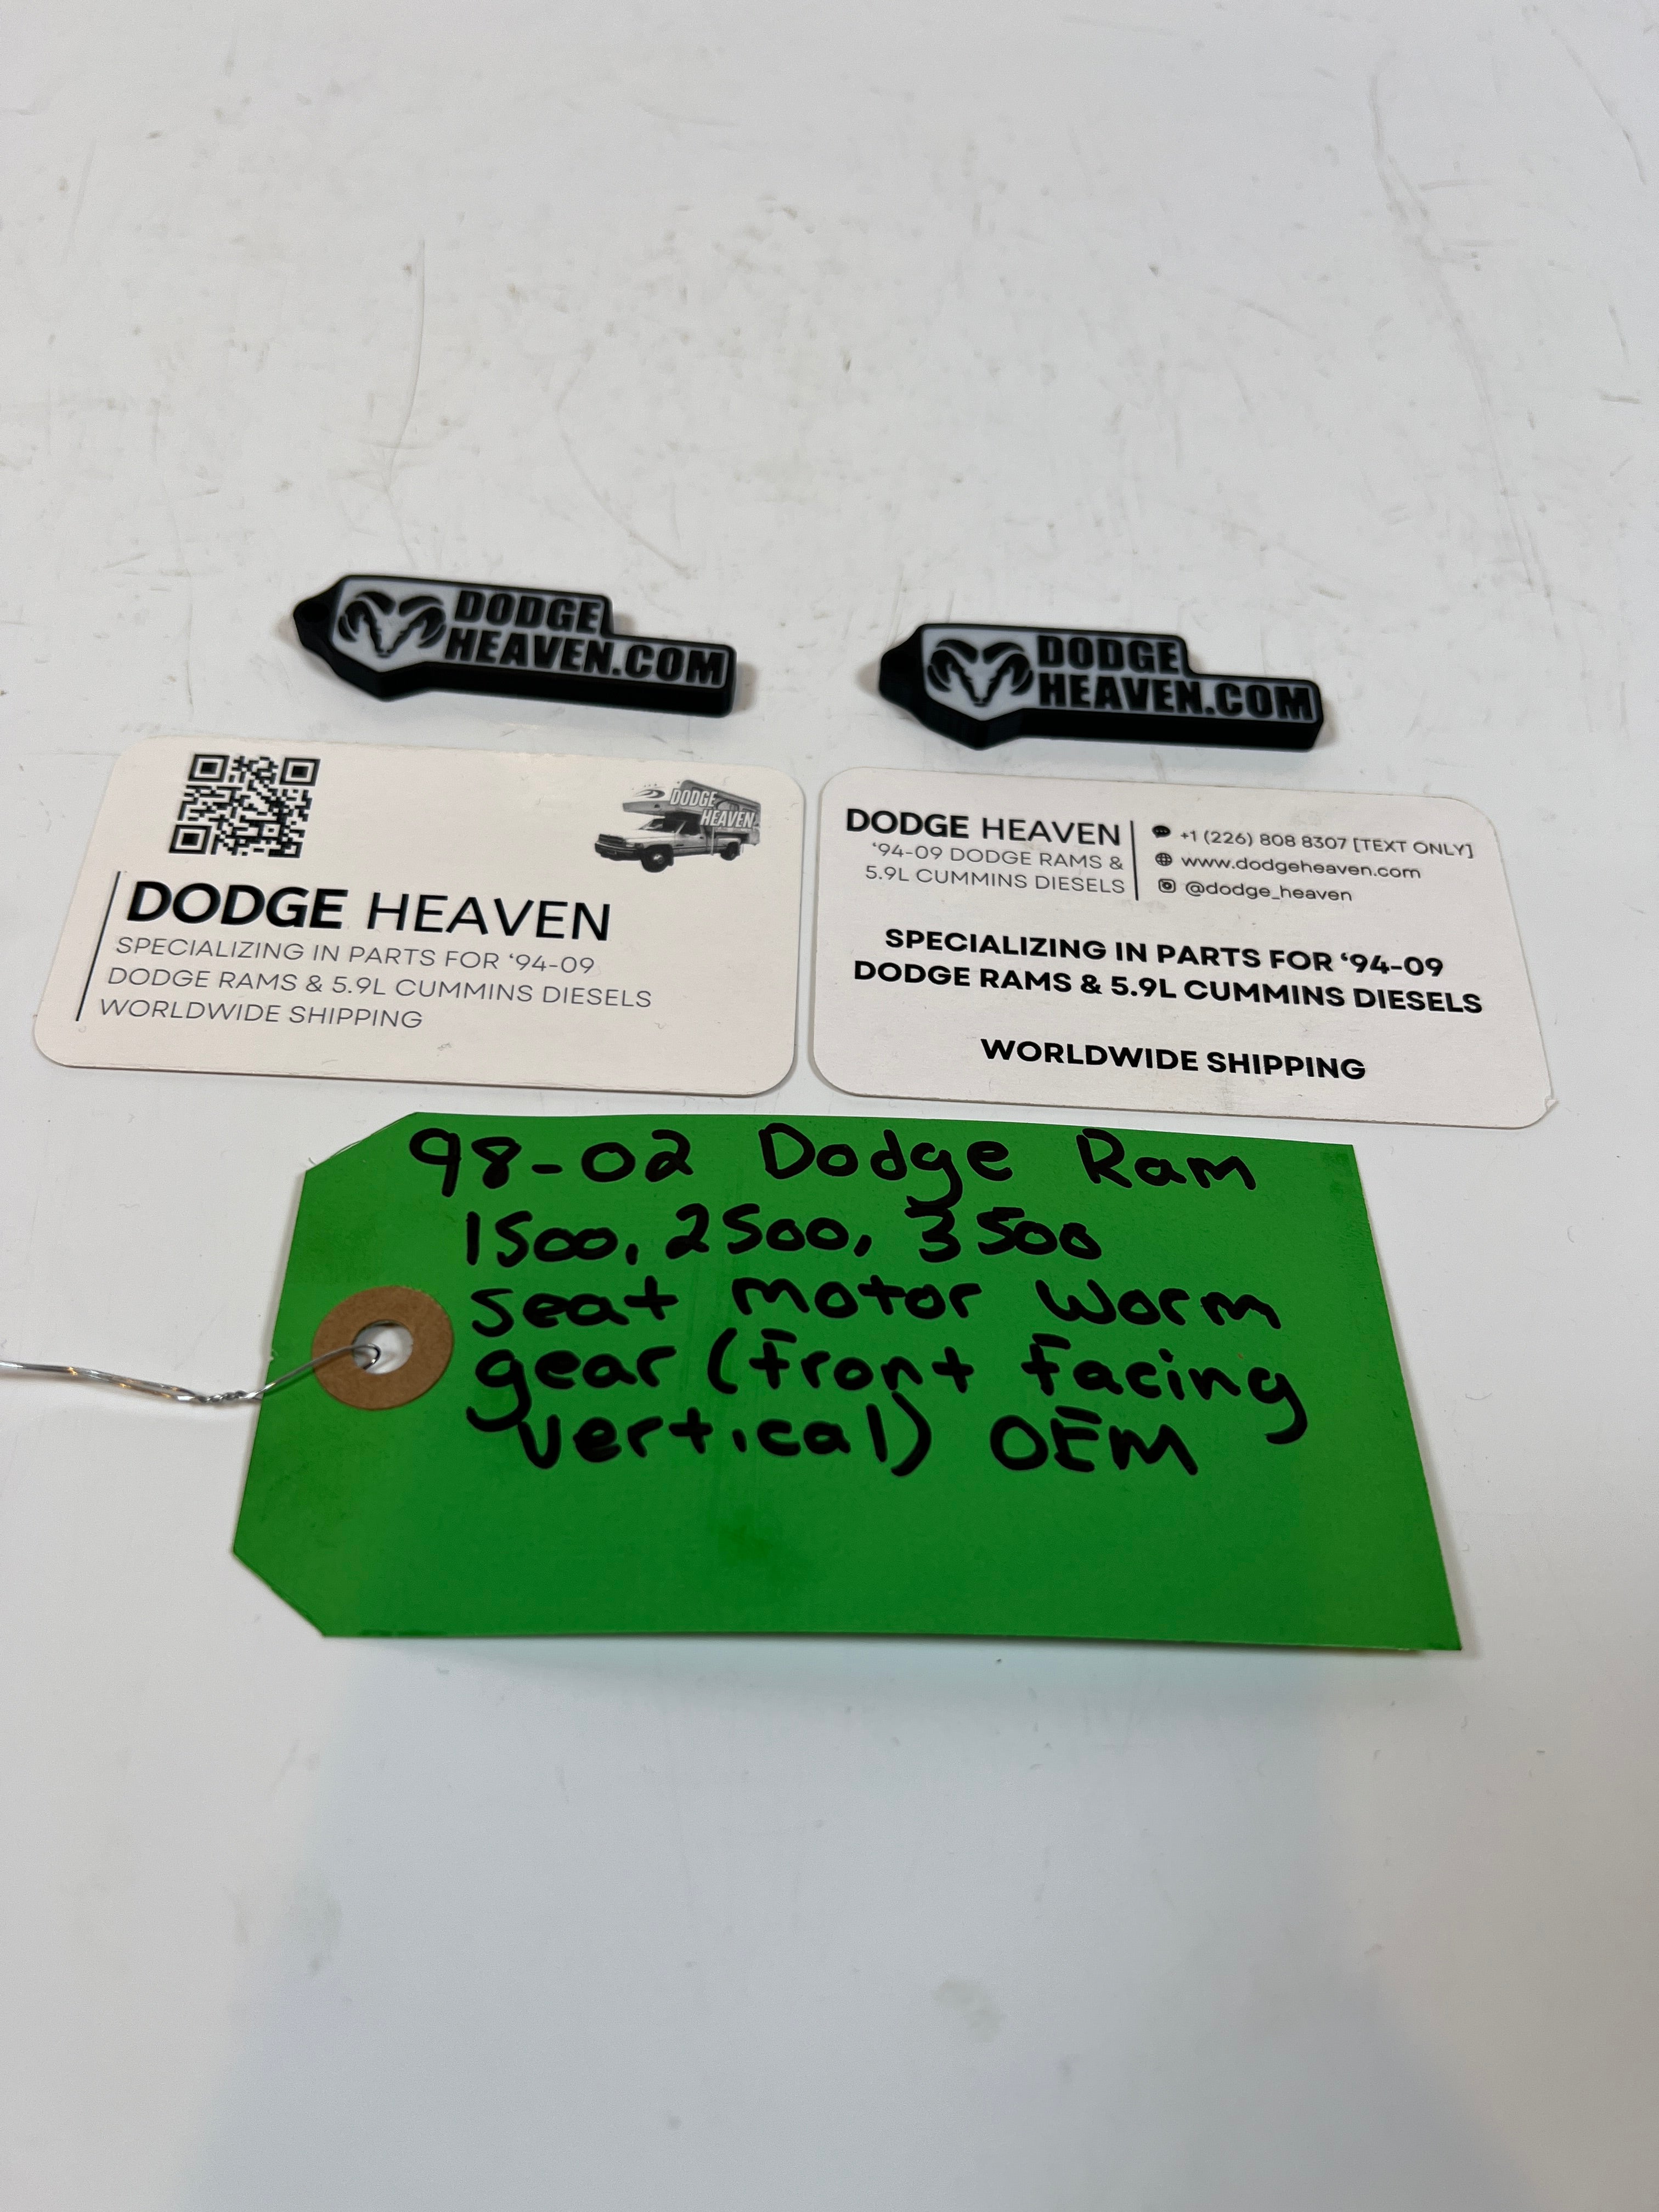 DODGE
HEAVEN.COM
DODGE
HEAVEN.COM
DODGE
HEAVEN
DODGE HEAVEN
SPECIALIZING IN PARTS FOR ‘94-09
DODGE RAMS & 5.9L CUMMINS DIESELS
WORLDWIDE SHIPPING
DODGE HEAVEN
‘94-09 DODGE RAMS &
5.9L CUMMINS DIESELS
+1 (226) 808 8307 [TEXT ONLY]
www.dodgeheaven.com
@dodge_heaven
SPECIALIZING IN PARTS FOR ‘94-09
DODGE RAMS & 5.9L CUMMINS DIESELS
WORLDWIDE SHIPPING
98-02 Dodge Ram
1500, 2500, 3500
seat motor worm
gear (front facing
vertical) OEM